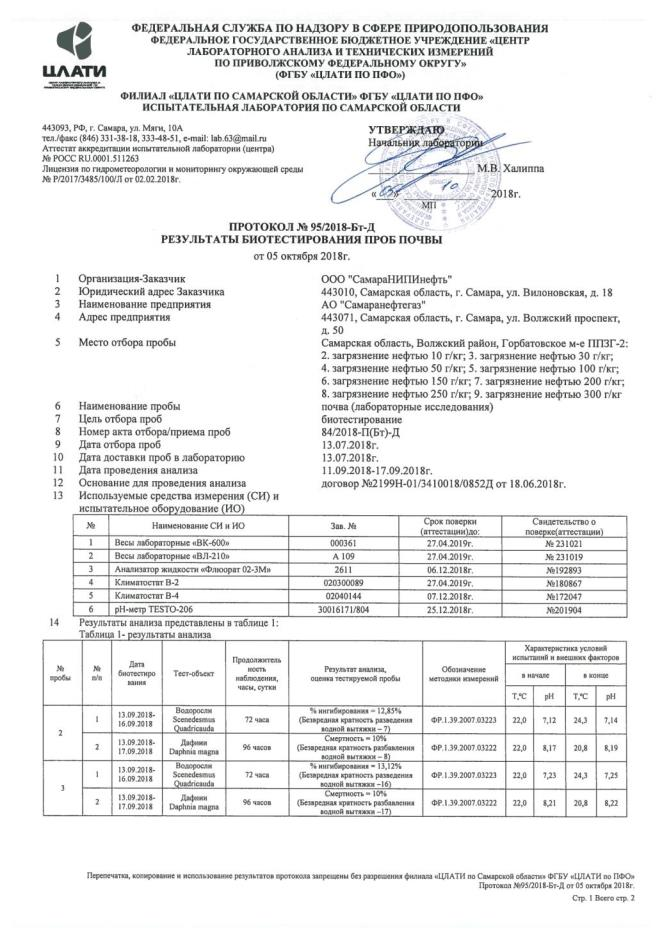 ФЕДЕРАЛЬНАЯ СЛУЖБА ПО НАДЗОРУ В СФЕРЕ ПРИРОДОПОЛЬЗОВАНИЯ
ФЕДЕРАЛЬНОЕ ГОСУДАРСТВЕННОЕ БЮДЖЕТНОЕ УЧРЕЖДЕНИЕ «ЦЕНТР
ЛАБОРАТОРНОГО АНАЛИЗА И ТЕХНИЧЕСКИХ ИЗМЕРЕНИЙ
ПО ПРИВОЛЖСКОМУ ФЕДЕРАЛЬНОМУ ОКРУГУ»
(ФГБУ «ЦЛАТИ ПО ПФО»)
ЦЛАТИ
ФИЛИАЛ «ЦЛАТИ ПО САМАРСКОЙ ОБЛАСТИ» ФГБУ «ЦЛАТИ ПО ПФО»
ИСПЫТАТЕЛЬНАЯ ЛАБОРАТОРИЯ ПО САМАРСКОЙ ОБЛАСТИ
443093, РФ, г. Самара, ул. Мяги, 10А
тел./факс (846) 331-38-18, 333-48-51, e-mail: lab.63@mail.ru
Аттестат аккредитации испытательной лаборатории (центра)
№ РОСС RU.0001.511263
Лицензия по гидрометеорологии и мониторингу окружающей среды
№ Р/2017/3485/100/Л от 02.02.2018г.
УТВЕРЖДАЮ
Начальник лаборатории
М.В. Халиппа
«05» 10 2018г.
МП
ПРОТОКОЛ № 95/2018-Бт-Д
РЕЗУЛЬТАТЫ БИОТЕСТИРОВАНИЯ ПРОБ ПОЧВЫ
от 05 октября 2018г.
1 Организация-Заказчик ООО "СамараНИПИнефть"
2 Юридический адрес Заказчика 443010, Самарская область, г. Самара, ул. Вилоновская, д. 18
3 Наименование предприятия АО «Самаранефтегаз»
4 Адрес предприятия 443071, Самарская область, г. Самара, ул. Волжский проспект,
д. 50
5 Место отбора пробы Самарская область, Волжский район, Горбатовское м-е ППЗГ-2:
2. загрязнение нефтью 10 г/кг; 3. загрязнение нефтью 30 г/кг;
4. загрязнение нефтью 50 г/кг; 5. загрязнение нефтью 100 г/кг;
6. загрязнение нефтью 150 г/кг; 7. загрязнение нефтью 200 г/кг;
8. загрязнение нефтью 250 г/кг; 9. загрязнение нефтью 300 г/кг
6 Наименование пробы почва (лабораторные исследования)
7 Цель отбора проб биотестирование
8 Номер акта отбора/приема проб 84/2018-П(Бт)-Д
9 Дата отбора проб 13.07.2018г.
10 Дата доставки проб в лабораторию 13.07.2018г.
11 Дата проведения анализа 11.09.2018-17.09.2018г.
12 Основание для проведения анализа договор №2199Н-01/3410018/0852Д от 18.06.2018г.
13 Используемые средства измерения (СИ) и
испытательное оборудование (ИО)
№ Наименование СИ и ИО Зав. № Срок поверки (аттестации)до: Свидетельство о поверке(аттестации)
1 Весы лабораторные «ВК-600» 000361 27.04.2019г. № 231021
2 Весы лабораторные «ВЛ-210» А 109 27.04.2019г. № 231019
3 Анализатор жидкости «Флюорат 02-3М» 2611 06.12.2018г. №192893
4 Климатостат В-2 020300089 27.04.2019г. №180867
5 Климатостат В-4 02040144 07.12.2018г. №172047
6 рН-метр TESTO-206 30016171/804 25.12.2018г. №201904
14 Результаты анализа представлены в таблице 1:
Таблица 1- результаты анализа
№ пробы № п/п Дата биотестиро вания Тест-объект Продолжитель ность наблюдения, часы, сутки Результат анализа, оценка тестируемой пробы Обозначение методики измерений Характеристика условий испытаний и внешних факторов
в начале в конце
Т,°С рН Т,°С рН
2 1 13.09.2018-16.09.2018 Водоросли Scenedesmus Quadricauda 72 часа % ингибирования = 12,85% (Безвредная кратность разведения водной вытяжки – 7) ФР.1.39.2007.03223 22,0 7,12 24,3 7,14
2 13.09.2018-17.09.2018 Дафнии Daphnia magna 96 часов Смертность = 10% (Безвредная кратность разбавления водной вытяжки – 8) ФР.1.39.2007.03222 22,0 8,17 20,8 8,19
3 1 13.09.2018-16.09.2018 Водоросли Scenedesmus Quadricauda 72 часа % ингибирования = 13,12% (Безвредная кратность разведения водной вытяжки –16) ФР.1.39.2007.03223 22,0 7,23 24,3 7,25
2 13.09.2018-17.09.2018 Дафнии Daphnia magna 96 часов Смертность = 10% (Безвредная кратность разбавления водной вытяжки –17) ФР.1.39.2007.03222 22,0 8,21 20,8 8,22
Перепечатка, копирование и использование результатов протокола запрещены без разрешения филиала «ЦЛАТИ по Самарской области» ФГБУ «ЦЛАТИ по ПФО»
Протокол №95/2018-Бт-Д от 05 октября 2018г.
Стр. 1 Всего стр. 2